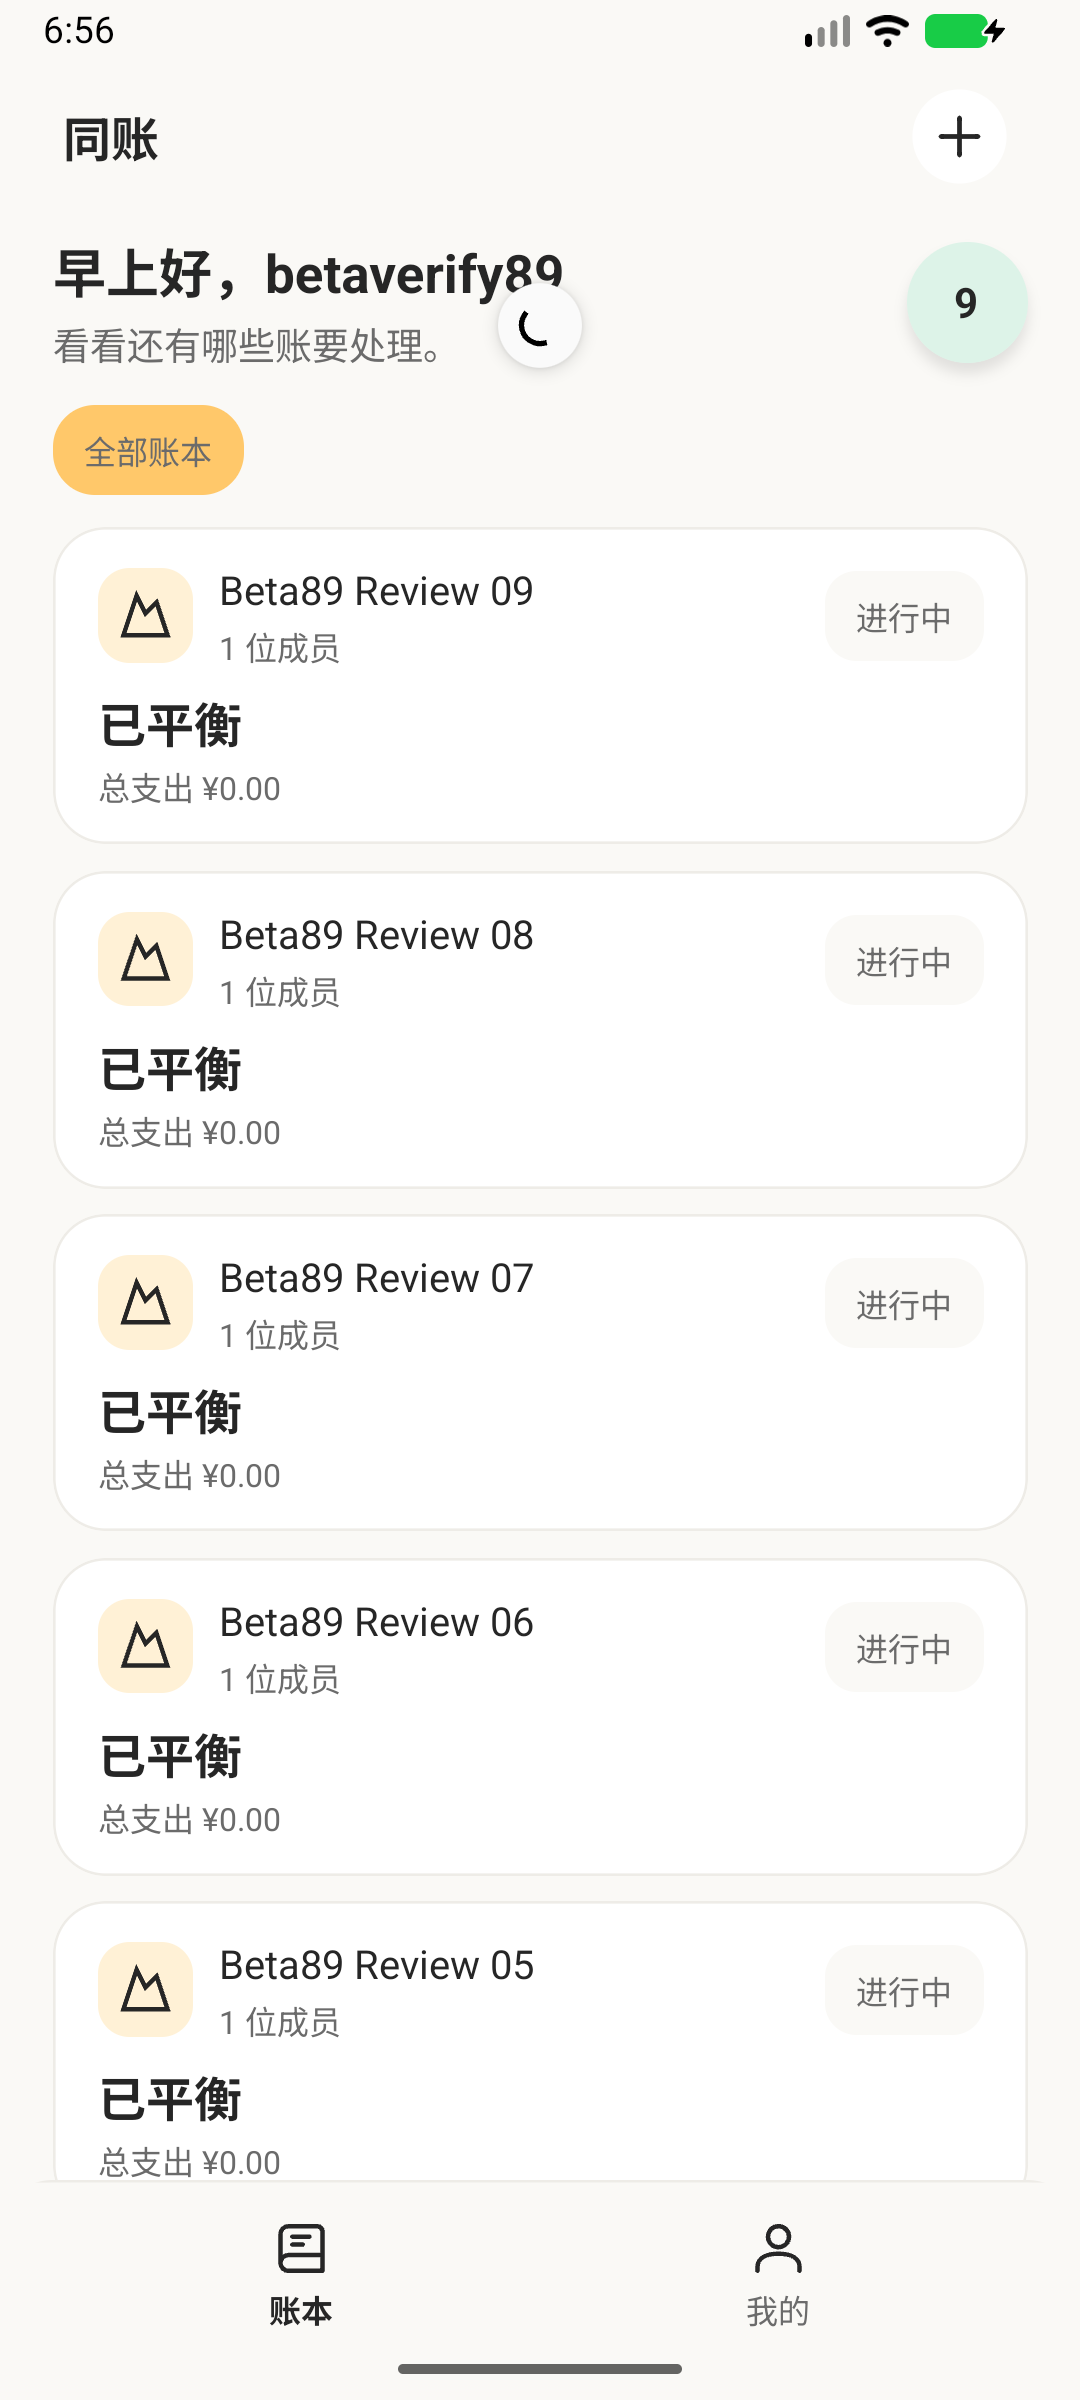 6:56
同账
早上好，betaverify89
看看还有哪些账要处理。
9
全部账本
Beta89 Review 09
1 位成员
进行中
已平衡
总支出 ¥0.00
Beta89 Review 08
1 位成员
进行中
已平衡
总支出 ¥0.00
Beta89 Review 07
1 位成员
进行中
已平衡
总支出 ¥0.00
Beta89 Review 06
1 位成员
进行中
已平衡
总支出 ¥0.00
Beta89 Review 05
1 位成员
进行中
已平衡
总支出 ¥0.00
账本
我的